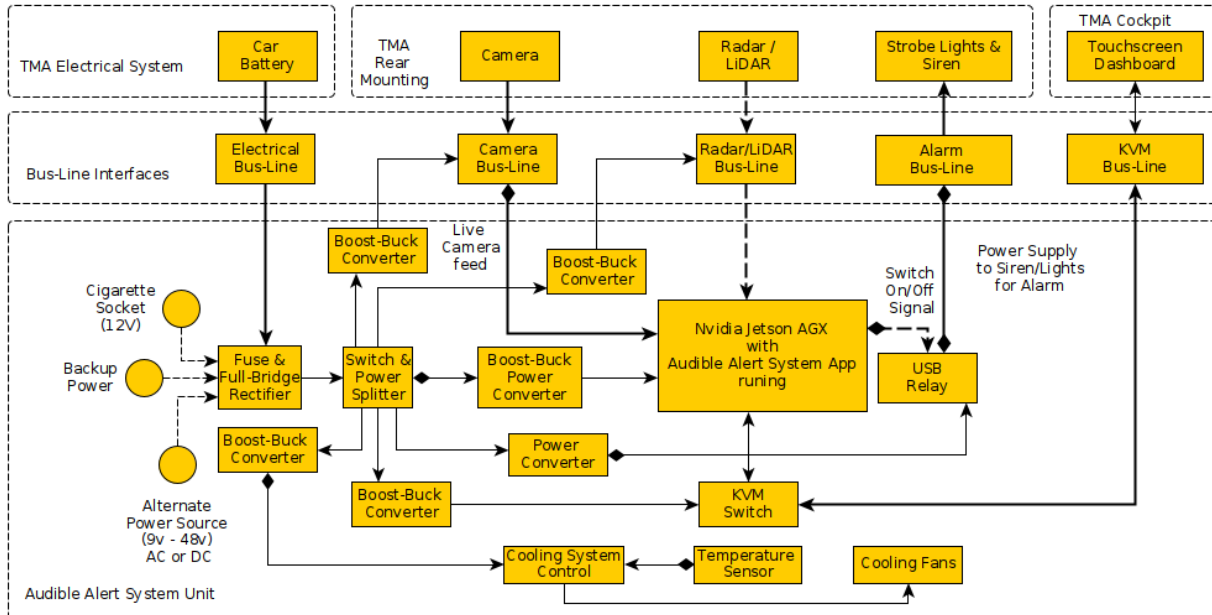 TMA Electrical System
Car
Battery
TMA
Rear
Mounting
Camera
Radar /
LiDAR
Strobe Lights &
Siren
TMA Cockpit
Touchscreen
Dashboard
Bus-Line Interfaces
Electrical
Bus-Line
Camera
Bus-Line
Radar/LiDAR
Bus-Line
Alarm
Bus-Line
KVM
Bus-Line
Boost-Buck
Converter
Live
Camera
feed
Boost-Buck
Converter
Switch
On/Off
Signal
Power Supply
to Siren/Lights
for Alarm
Cigarette
Socket
(12V)
Backup
Power
Fuse &
Full-Bridge
Rectifier
Switch &
Power
Splitter
Boost-Buck
Power
Converter
Nvidia Jetson AGX
with
Audible Alert System App
runing
USB
Relay
Boost-Buck
Converter
Power
Converter
Boost-Buck
Converter
KVM
Switch
Alternate
Power Source
(9v - 48v)
AC or DC
Cooling System
Control
Temperature
Sensor
Cooling Fans
Audible Alert System Unit